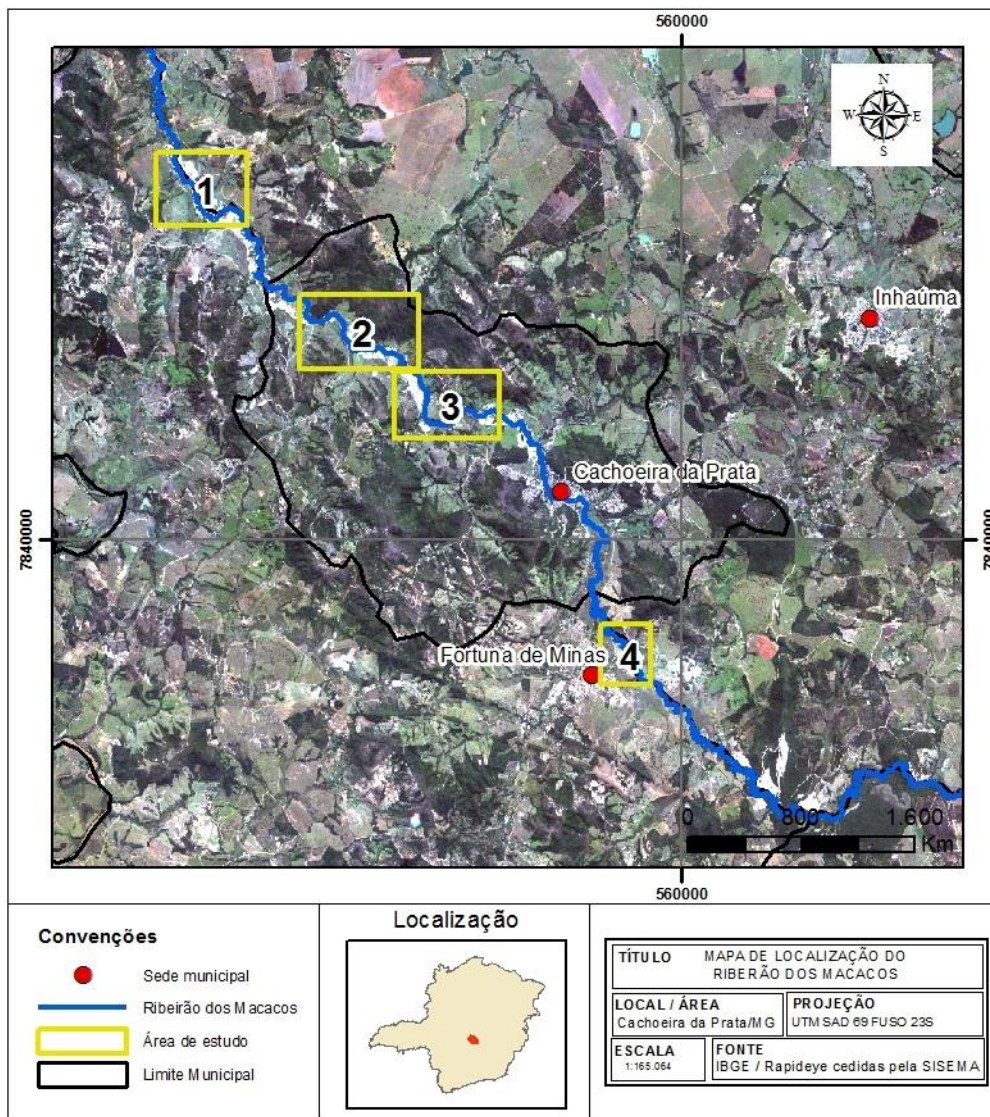 560000
N
W E
S
1
Inhaúma
2
3
Cachoeira da Prata
7840000
7840000
Fortuna de Minas
4
0 800 1.600
Km
560000
Convenções
Sede municipal
Ribeirão dos Macacos
Área de estudo
Limite Municipal
Localização
TÍTULO MAPA DE LOCALIZAÇÃO DO
RIBERÃO DOS MACACOS
LOCAL / ÁREA
Cachoeira da Prata/MG
PROJEÇÃO
UTM SAD 69 FUSO 23S
ESCALA
1:165.064
FONTE
IBGE / Rapideye cedidas pela SISEMA